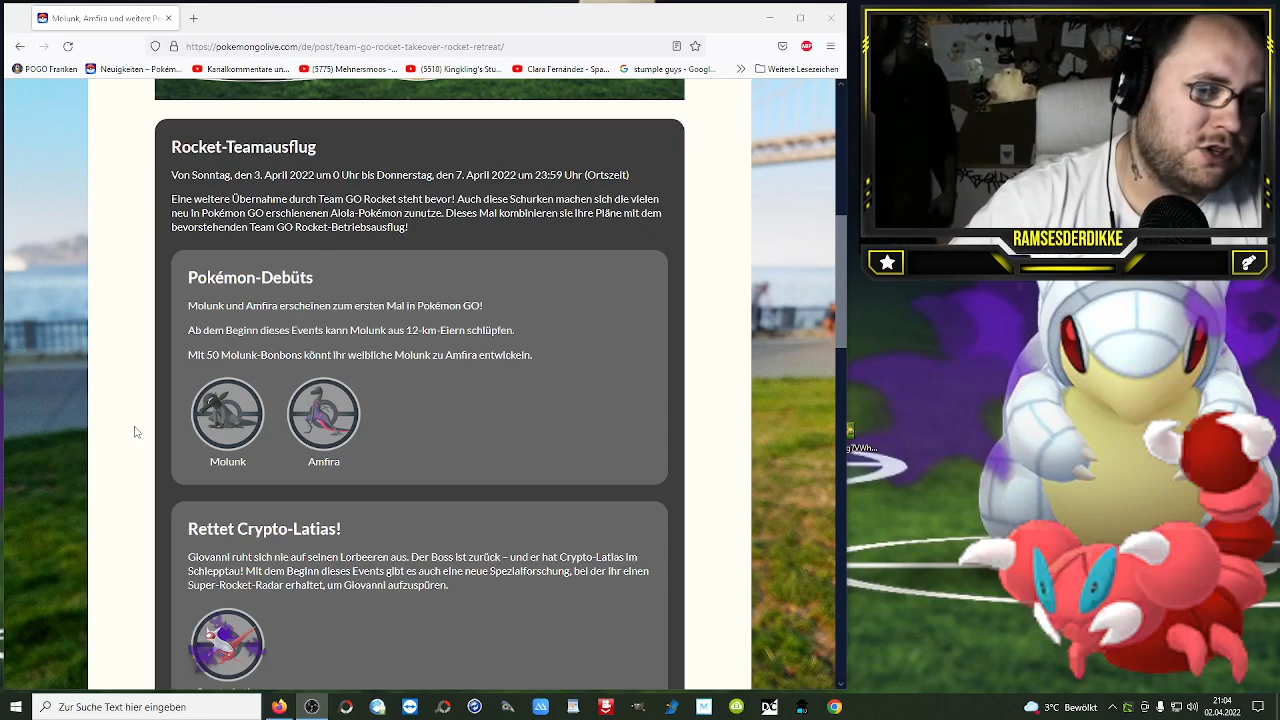 Molunk, Amfira und weitere Po
https://pokemongolive.com/de/post/team-go-rocket-takeover-rocket-retreat/
ABP
POGO Franken
Neuigkeiten – Pokém...
Kanalkommentare un...
(5775) Mehnersmoos -...
(5518) Kingkling's Stu...
Clara Fernández - Spa...
stumple guys - Googl...
Weitere Lesezeichen
Rocket-Teamausflug
Von Sonntag, den 3. April 2022 um 0 Uhr bis Donnerstag, den 7. April 2022 um 23:59 Uhr (Ortszeit)
Eine weitere Übernahme durch Team GO Rocket steht bevor! Auch diese Schurken machen sich die vielen
neu in Pokémon GO erschienenen Alola-Pokémon zunutze. Dieses Mal kombinieren sie ihre Pläne mit dem
bevorstehenden Team GO Rocket-Betriebsausflug!
Pokémon-Debüts
Molunk und Amfira erscheinen zum ersten Mal in Pokémon GO!
Ab dem Beginn dieses Events kann Molunk aus 12-km-Eiern schlüpfen.
Mit 50 Molunk-Bonbons könnt ihr weibliche Molunk zu Amfira entwickeln.
Molunk
Amfira
Rettet Crypto-Latias!
Giovanni ruht sich nie auf seinen Lorbeeren aus. Der Boss ist zurück – und er hat Crypto-Latias im
Schlepptau! Mit dem Beginn dieses Events gibt es auch eine neue Spezialforschung, bei der ihr einen
Super-Rocket-Radar erhaltet, um Giovanni aufzuspüren.
RAMSESDERDIKKE
g7VWh...
Zur Suche Text hier eingeben
3°C Bewölkt
21:04
02.04.2022